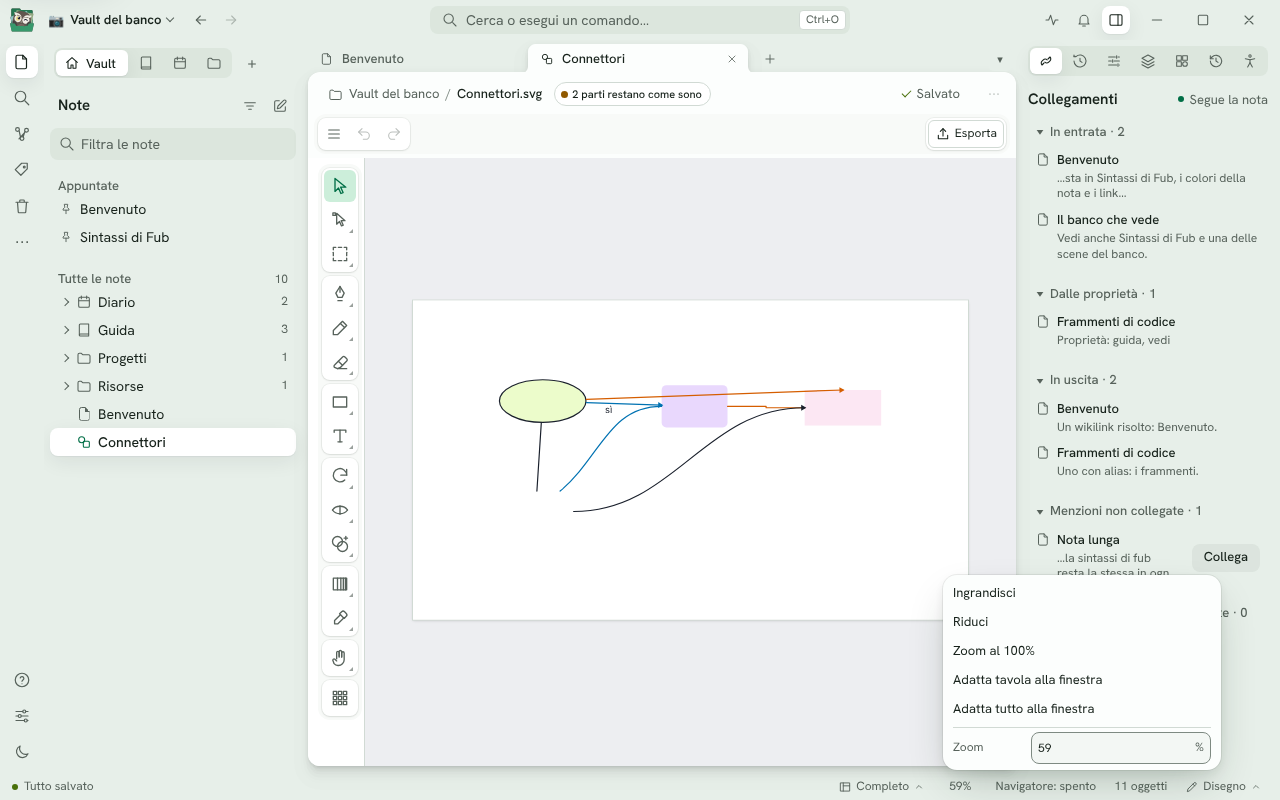 Vault del banco
Cerca o esegui un comando...
Ctrl+O
Vault
Benvenuto
Connettori
Note
Filtra le note
Appuntate
Benvenuto
Sintassi di Fub
Tutte le note 10
Diario 2
Guida 3
Progetti 1
Risorse 1
Benvenuto
Connettori
Tutto salvato
Vault del banco / Connettori.svg
2 parti restano come sono
Salvato
Esporta
sì
Collegamenti
Segue la nota
In entrata · 2
Benvenuto
...sta in Sintassi di Fub, i colori della
nota e i link...
Il banco che vede
Vedi anche Sintassi di Fub e una delle
scene del banco.
Dalle proprietà · 1
Frammenti di codice
Proprietà: guida, vedi
In uscita · 2
Benvenuto
Un wikilink risolto: Benvenuto.
Frammenti di codice
Uno con alias: i frammenti.
Menzioni non collegate · 1
Nota lunga
...la sintassi di fub
resta la stessa in ogn
Collega
te · 0
Ingrandisci
Riduci
Zoom al 100%
Adatta tavola alla finestra
Adatta tutto alla finestra
Zoom 59 %
Completo
59%
Navigatore: spento
11 oggetti
Disegno